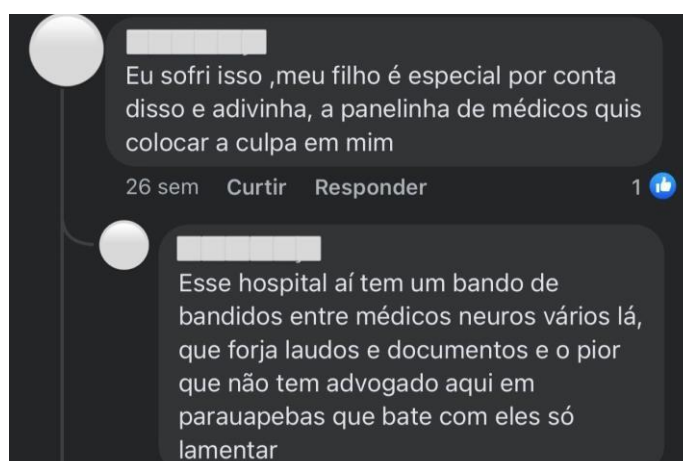 Eu sofri isso ,meu filho é especial por conta
disso e adivinha, a panelinha de médicos quis
colocar a culpa em mim
26 sem Curtir Responder 1
Esse hospital aí tem um bando de
bandidos entre médicos neuros vários lá,
que forja laudos e documentos e o pior
que não tem advogado aqui em
parauapebas que bate com eles só
lamentar